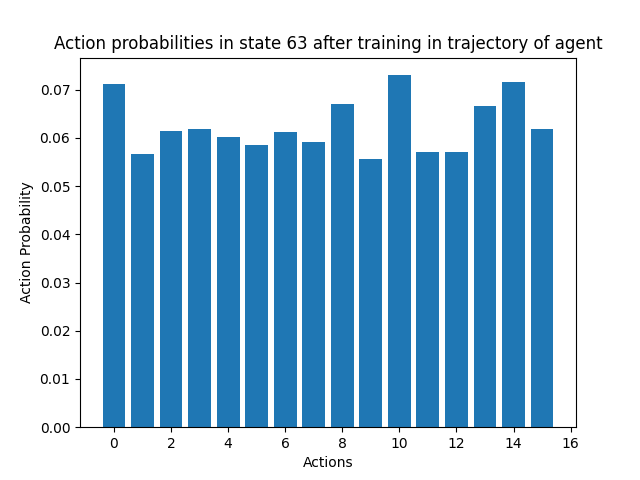 Action probabilities in state 63 after training in trajectory of agent
0.07
0.06
0.05
0.04
0.03
0.02
0.01
0.00
Action Probability
0 2 4 6 8 10 12 14 16
Actions